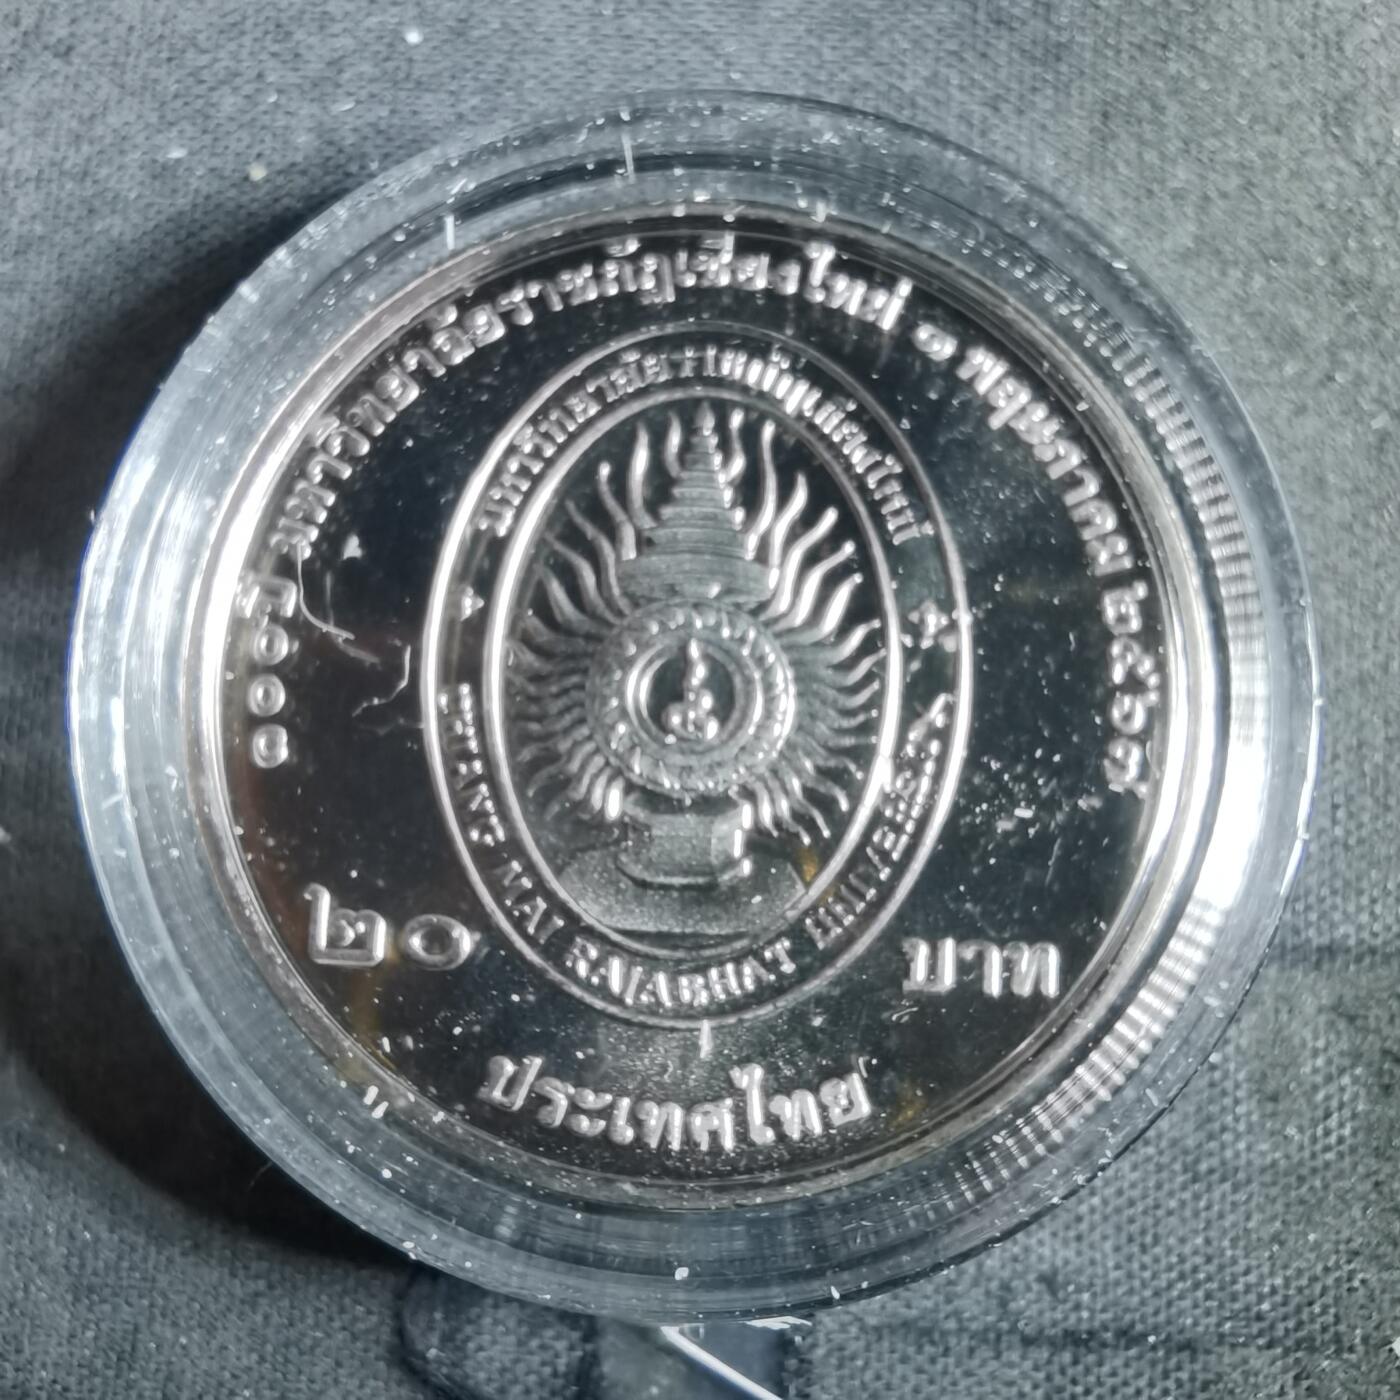 ๑๐๐ ปี มหาวิทยาลัยราชภัฏเชียงใหม่ ๑ พฤษภาคม ๒๕๖๗
มหาวิทยาลัยราชภัฏเชียงใหม่
CHIANG MAI RAJABHAT UNIVERSITY
๒๐ บาท
ประเทศไทย